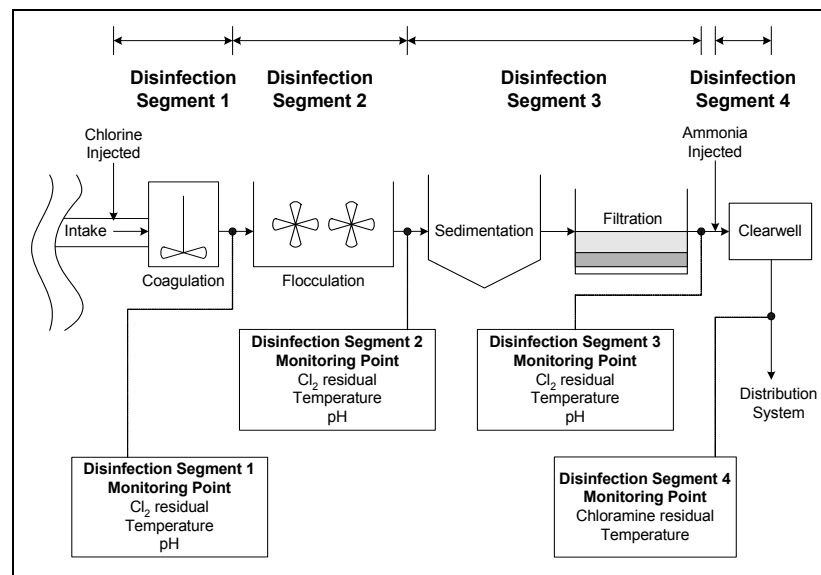 Disinfection
Segment 1
Disinfection
Segment 2
Disinfection
Segment 3
Disinfection
Segment 4
Chlorine
Injected
Ammonia
Injected
Intake
Coagulation
Flocculation
Sedimentation
Filtration
Clearwell
Disinfection Segment 2
Monitoring Point
Cl₂ residual
Temperature
pH
Disinfection Segment 3
Monitoring Point
Cl₂ residual
Temperature
pH
Distribution
System
Disinfection Segment 1
Monitoring Point
Cl₂ residual
Temperature
pH
Disinfection Segment 4
Monitoring Point
Chloramine residual
Temperature